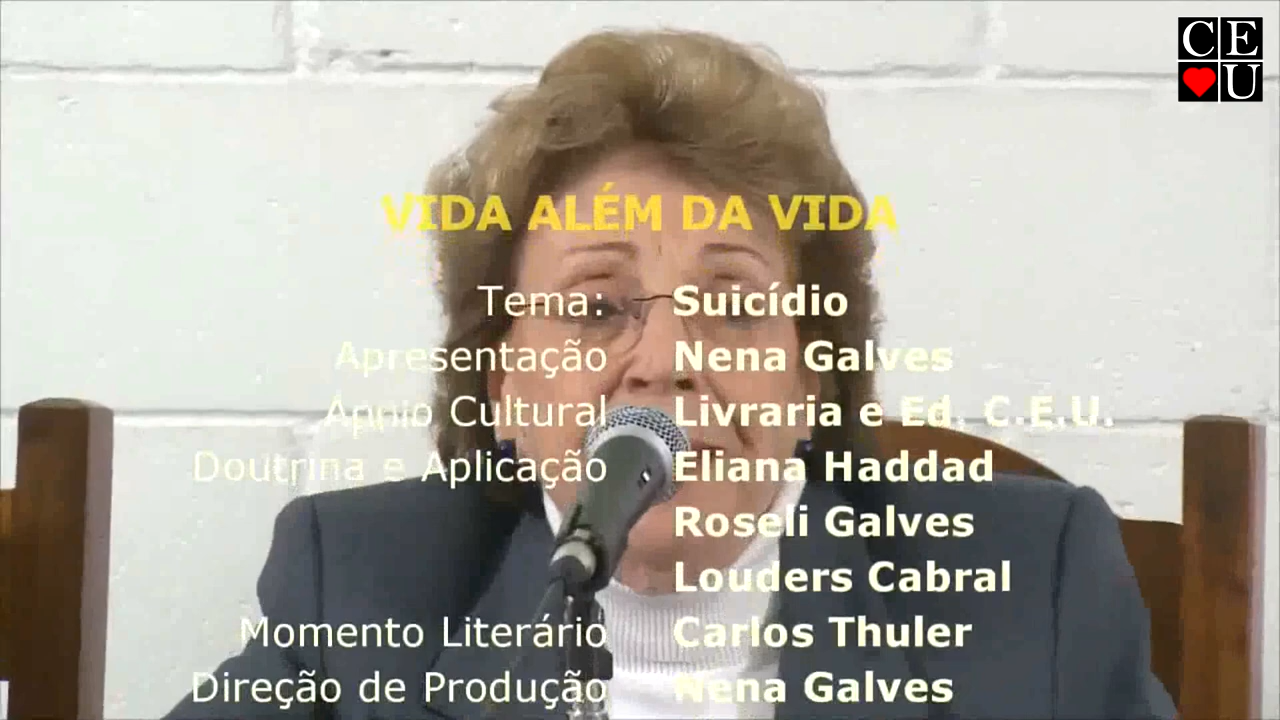 C E
U
VIDA ALÉM DA VIDA
Tema: Suicídio
Apresentação Nena Galves
Apoio Cultural Livraria e Ed. C.E.U.
Doutrina e Aplicação Eliana Haddad
Roseli Galves
Louders Cabral
Momento Literário Carlos Thuler
Direção de Produção Nena Galves